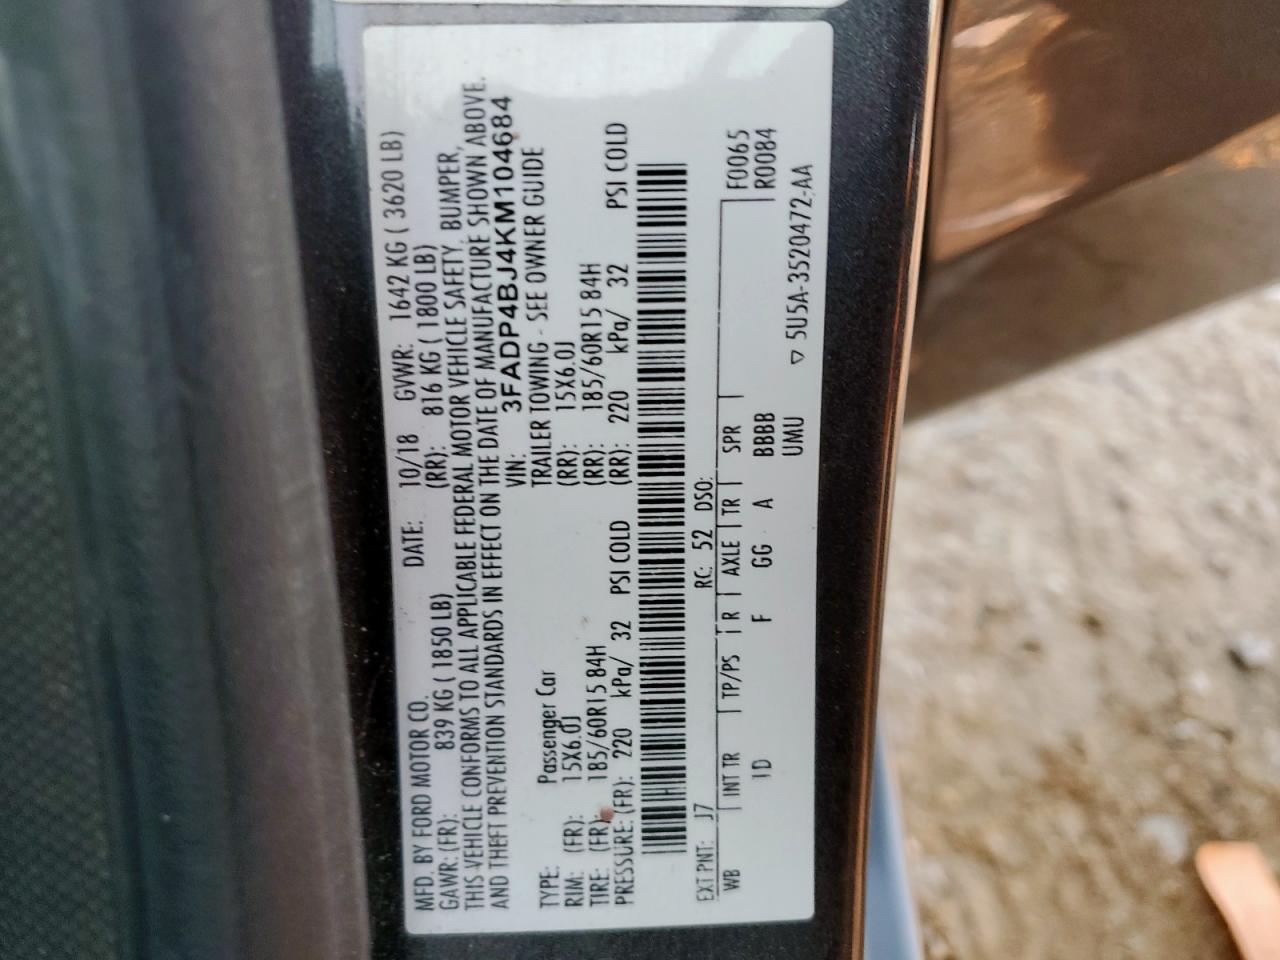 MFD. BY FORD MOTOR CO. DATE: 10/18 GVWR: 1642 KG ( 3620 LB)
GAWR: (FR): 839 KG ( 1850 LB) (RR): 816 KG ( 1800 LB)
THIS VEHICLE CONFORMS TO ALL APPLICABLE FEDERAL MOTOR VEHICLE SAFETY, BUMPER,
AND THEFT PREVENTION STANDARDS IN EFFECT ON THE DATE OF MANUFACTURE SHOWN ABOVE.
VIN: 3FADP4BJ4KM104684
TYPE: Passenger Car TRAILER TOWING - SEE OWNER GUIDE
RIM: (FR): 15X6.0J (RR): 15X6.0J
TIRE: (FR): 185/60R15 84H (RR): 185/60R15 84H
PRESSURE: (FR): 220 kPa/ 32 PSI COLD (RR): 220 kPa/ 32 PSI COLD
EXT PNT: J7 RC: 52 DSO:
WB INT TR TP/PS R AXLE TR SPR F0065
ID F GG A BBBB R0084
UMU
▽ 5U5A-3520472-AA